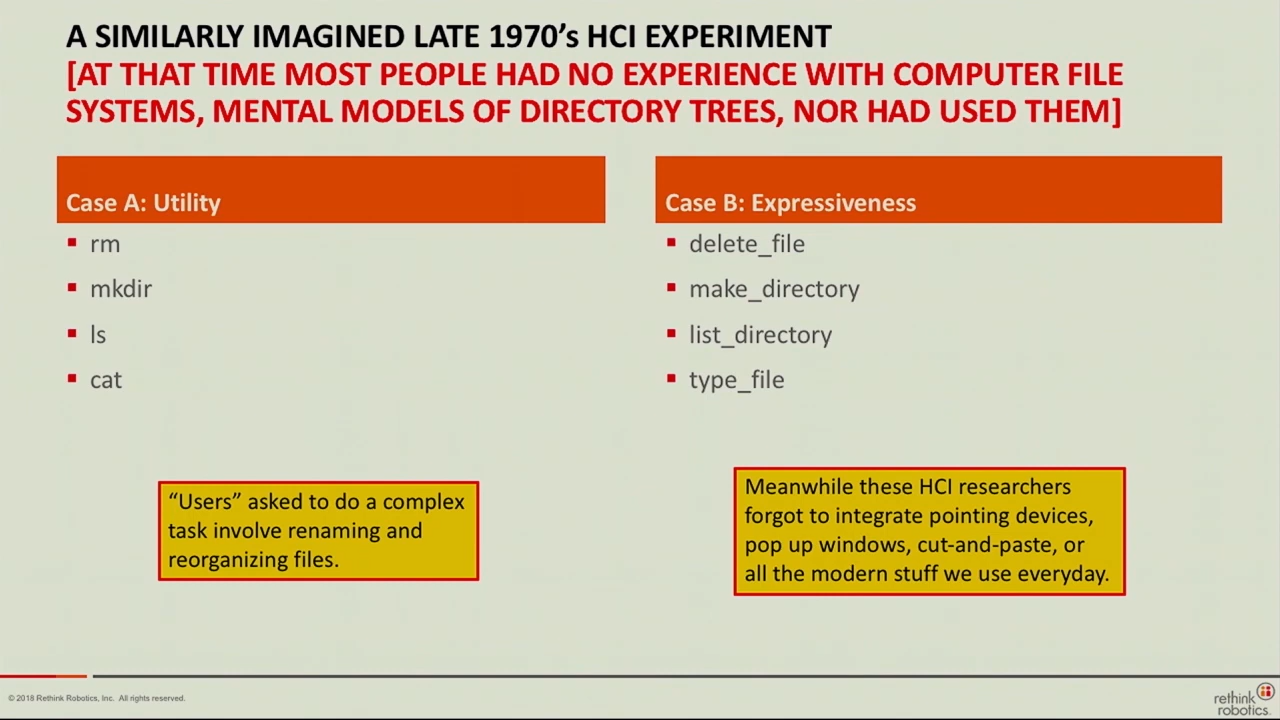 A SIMILARLY IMAGINED LATE 1970’s HCI EXPERIMENT
[AT THAT TIME MOST PEOPLE HAD NO EXPERIENCE WITH COMPUTER FILE
SYSTEMS, MENTAL MODELS OF DIRECTORY TREES, NOR HAD USED THEM]
Case A: Utility
rm
mkdir
ls
cat
“Users” asked to do a complex
task involve renaming and
reorganizing files.
Case B: Expressiveness
delete_file
make_directory
list_directory
type_file
Meanwhile these HCI researchers
forgot to integrate pointing devices,
pop up windows, cut-and-paste, or
all the modern stuff we use everyday.
© 2018 Rethink Robotics, Inc. All rights reserved.
rethink
robotics.